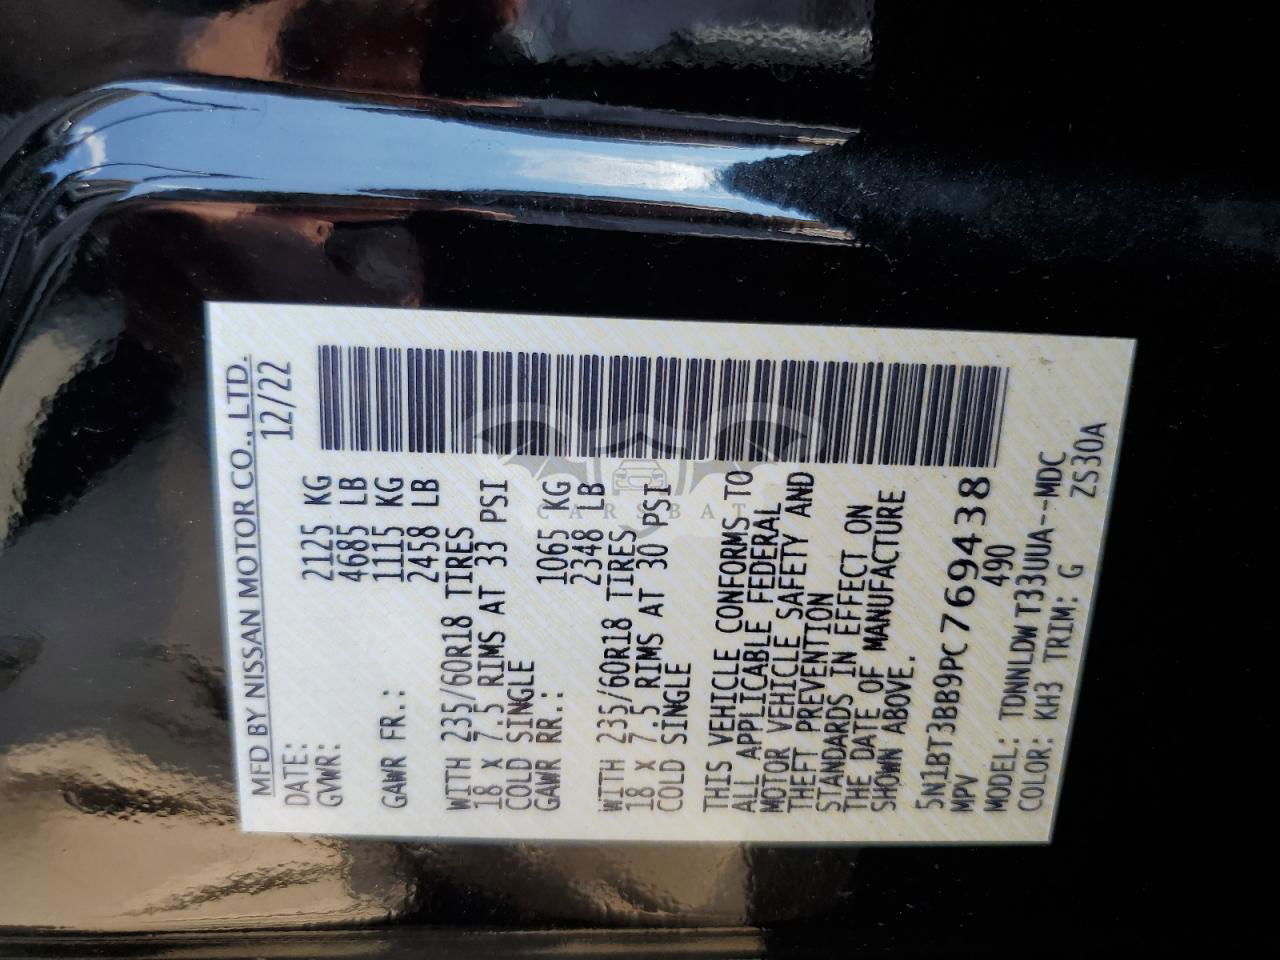 MFD BY NISSAN MOTOR CO., LTD.
DATE: 12/22
GVWR: 2125 KG
4685 LB
GAWR FR.: 1115 KG
2458 LB
WITH 235/60R18 TIRES
18 x 7.5 RIMS AT 33 PSI
COLD SINGLE
GAWR RR.: 1065 KG
2348 LB
WITH 235/60R18 TIRES
18 x 7.5 RIMS AT 30 PSI
COLD SINGLE
THIS VEHICLE CONFORMS TO
ALL APPLICABLE FEDERAL
MOTOR VEHICLE SAFETY AND
THEFT PREVENTION
STANDARDS IN EFFECT ON
THE DATE OF MANUFACTURE
SHOWN ABOVE.
5N1BT3BB9PC769438
MPV 490
MODEL: TDNNLDW T33UUA--MDC
COLOR: KH3 TRIM: G ZS30A
CARSBAT